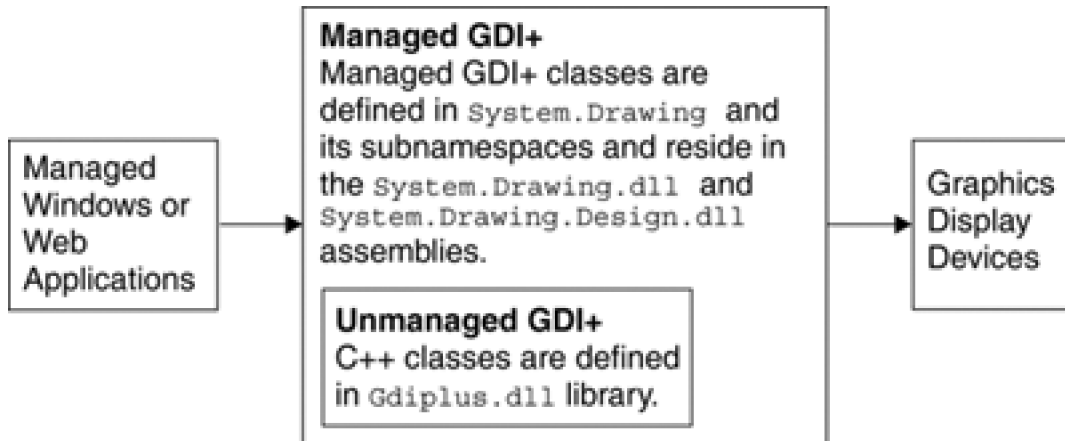 Managed
Windows or
Web
Applications
Managed GDI+
Managed GDI+ classes are
defined in System.Drawing and
its subnamespaces and reside in
the System.Drawing.dll and
System.Drawing.Design.dll
assemblies.
Unmanaged GDI+
C++ classes are defined
in Gdiplus.dll library.
Graphics
Display
Devices